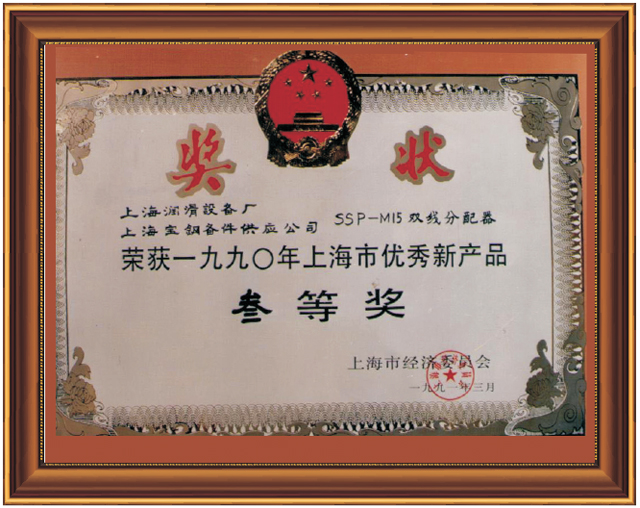 奖状
上海润滑设备厂
上海宝钢备件供应公司
SSP-M15 双线分配器
荣获一九九〇年上海市优秀新产品
叁等奖
上海市经济委员会
一九九一年三月